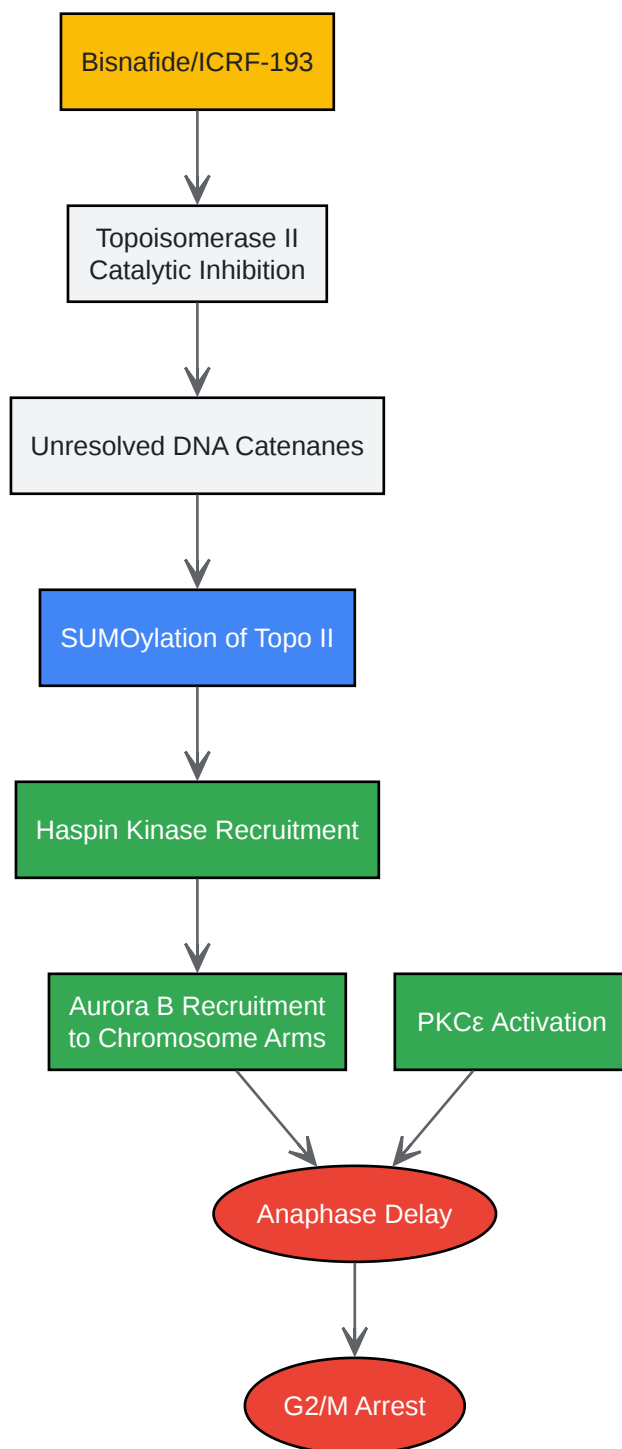 Bisnafide/ICRF-193
Topoisomerase II
Catalytic Inhibition
Unresolved DNA Catenanes
SUMOylation of Topo II
Haspin Kinase Recruitment
Aurora B Recruitment
to Chromosome Arms
PKCε Activation
Anaphase Delay
G2/M Arrest